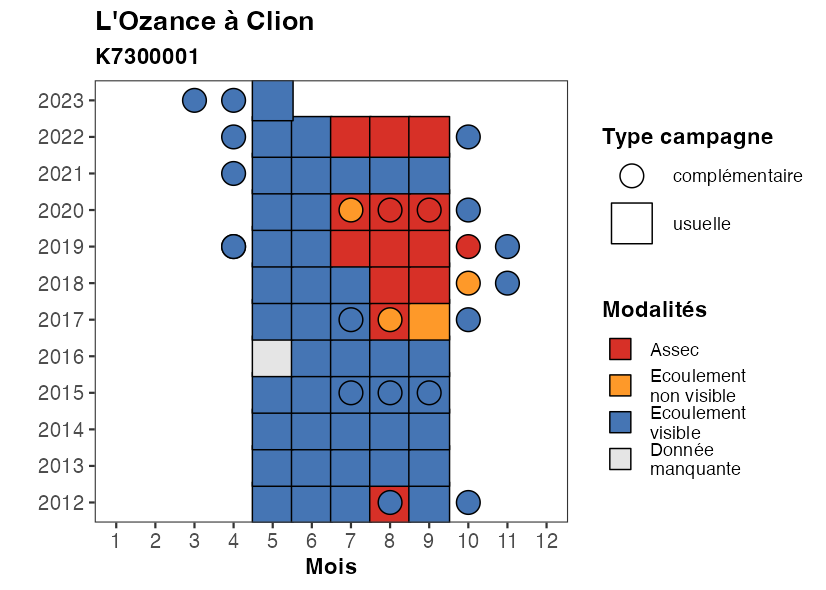 L'Ozance à Clion
K7300001
2023
2022
2021
2020
2019
2018
2017
2016
2015
2014
2013
2012
1 2 3 4 5 6 7 8 9 10 11 12
Mois
Type campagne
complémentaire
usuelle
Modalités
Assec
Ecoulement
non visible
Ecoulement
visible
Donnée
manquante